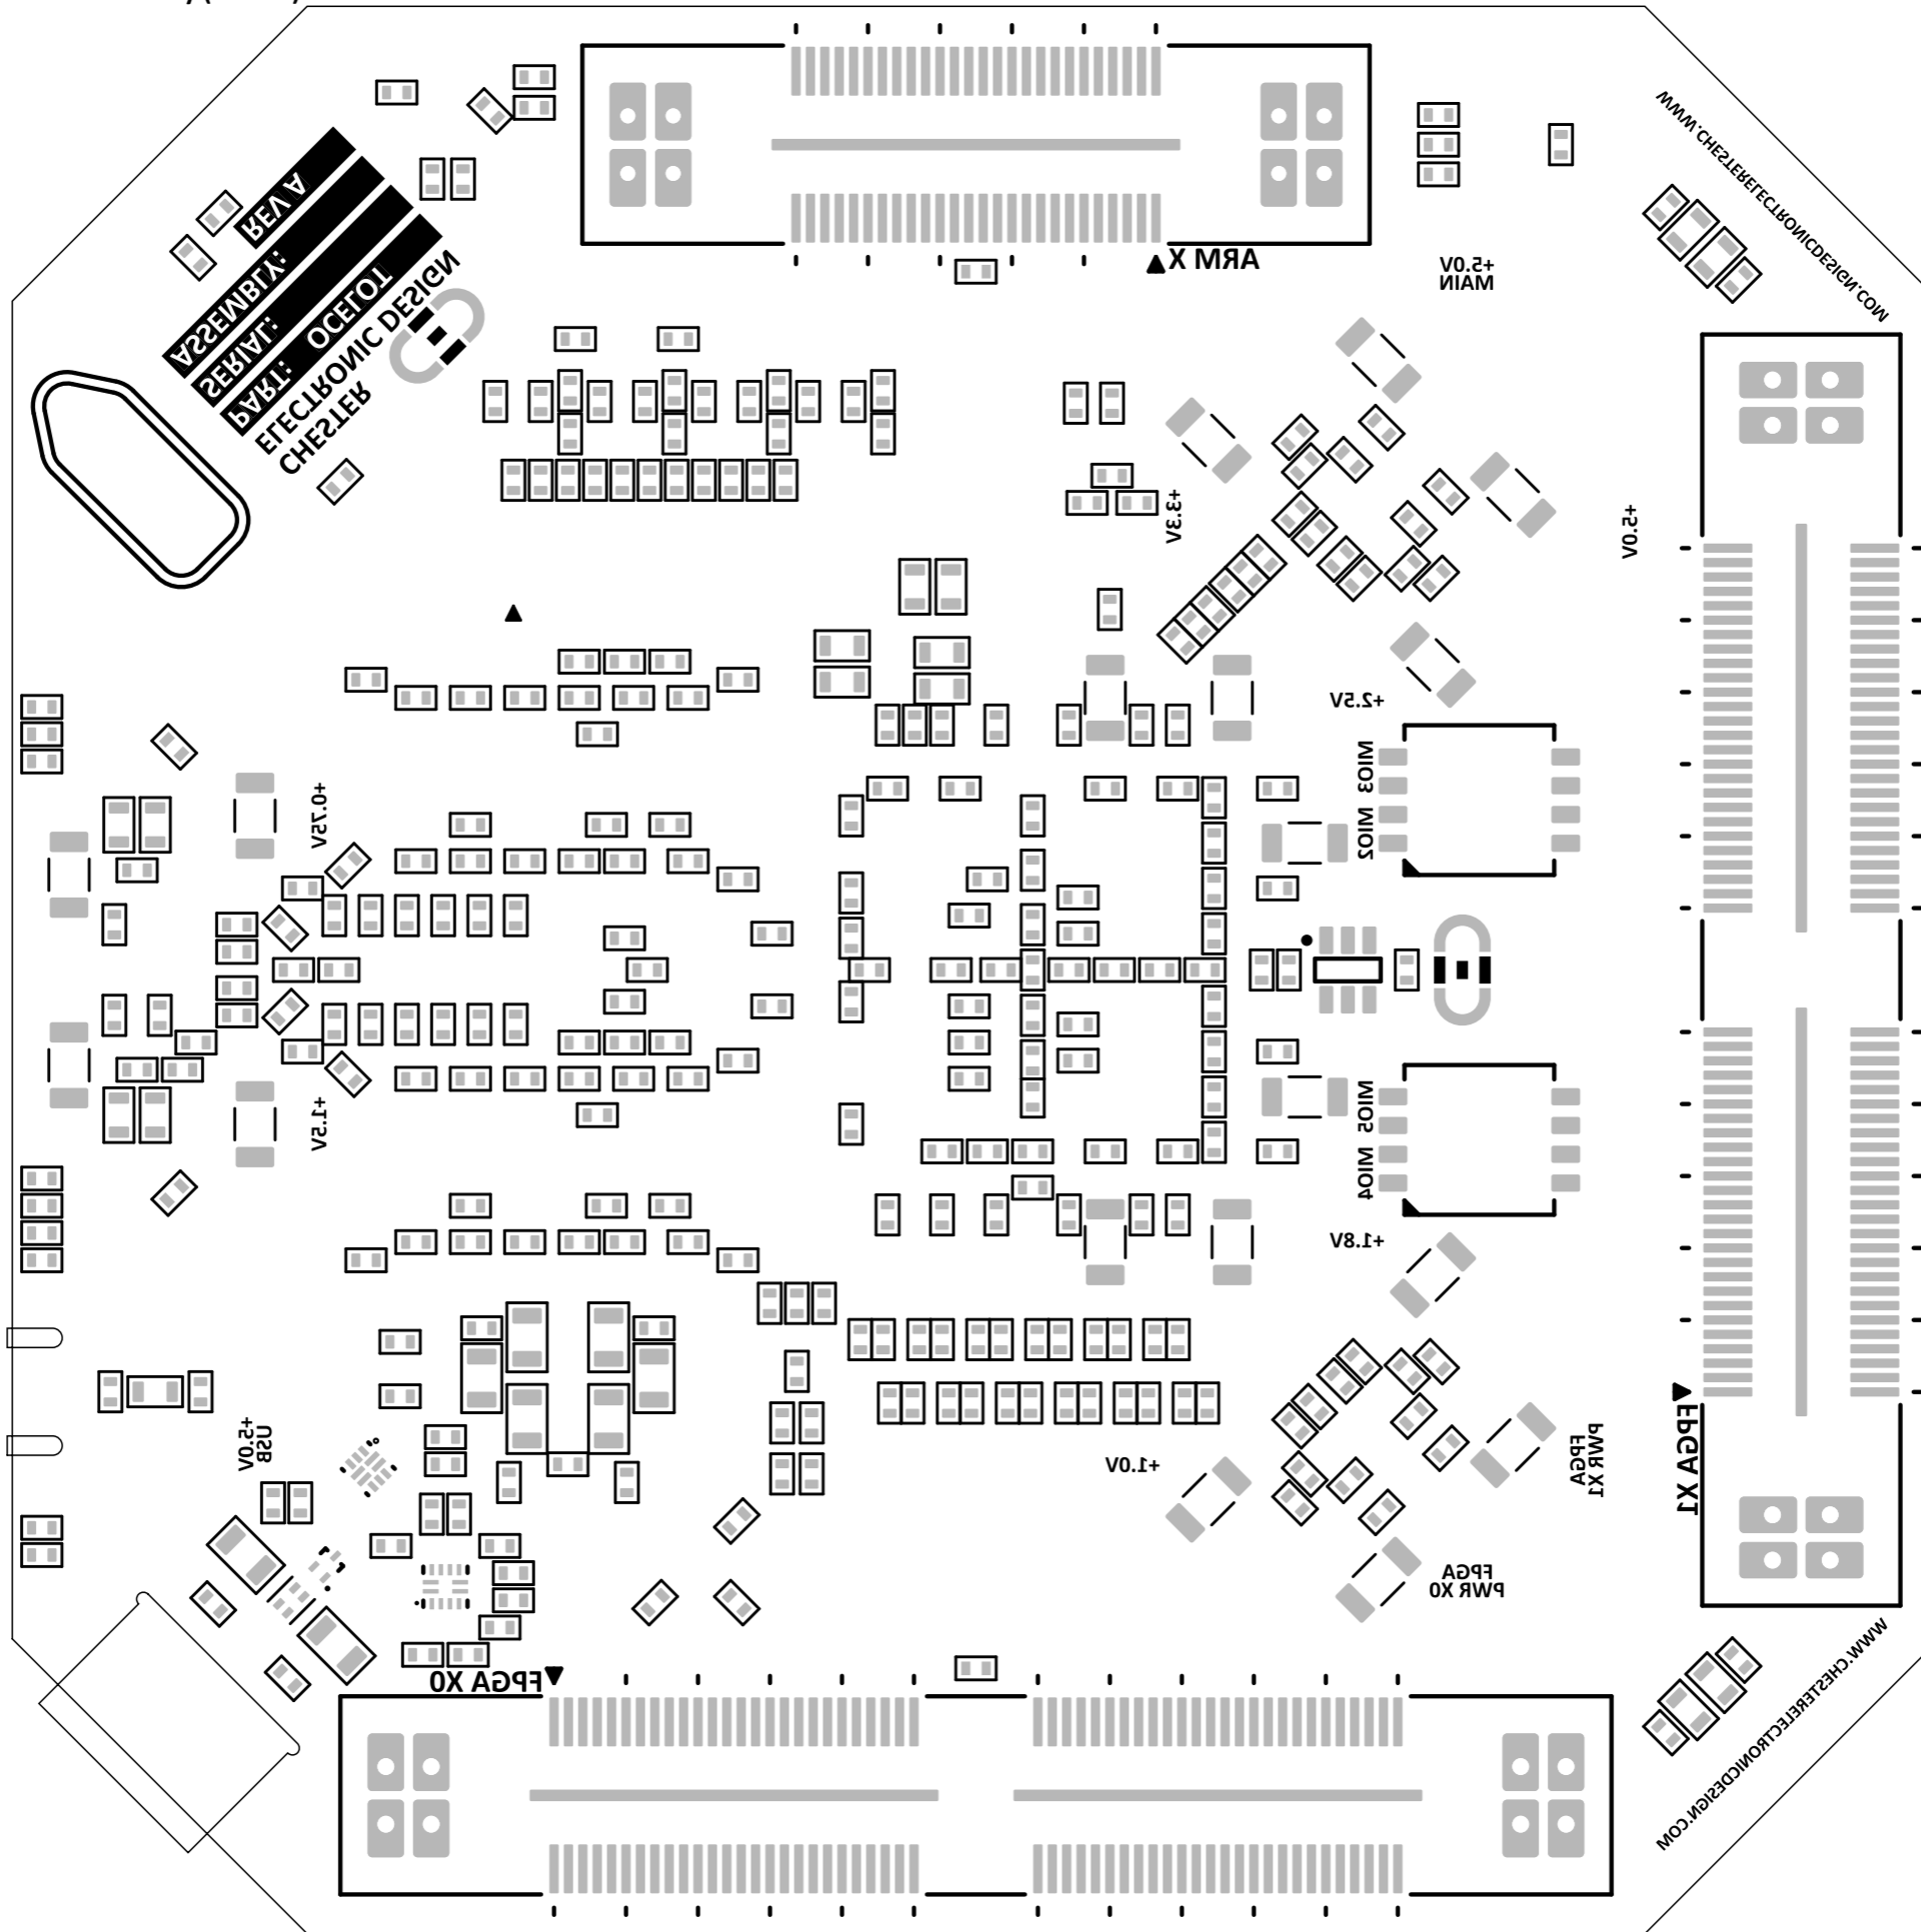 REV A
ASSEMBLY:
SERIAL:
PART: OCELOT
ELECTRONIC DESIGN
CHESTER
ARM X
+5.0V
MAIN
WWW.CHESTERELECTRONICDESIGN.COM
+3.3V
+5.0V
+2.5V
MIO3 MIO2
+0.75V
+1.5V
MIO5 MIO4
+1.8V
USB
+5.0V
+1.0V
PWR X1
FPGA
FPGA X1
FPGA
PWR X0
FPGA X0
WWW.CHESTERELECTRONICDESIGN.COM